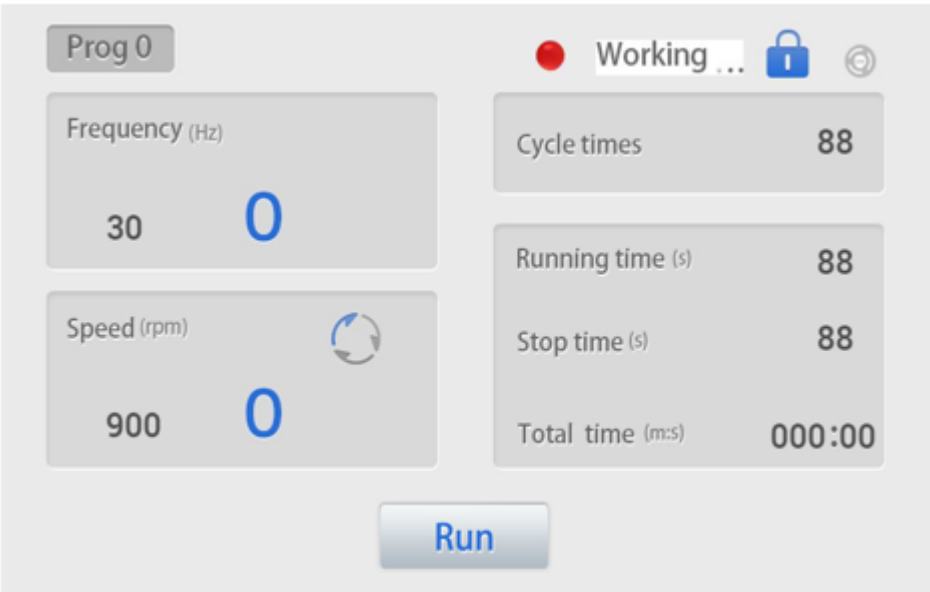 Prog 0
Working ...
Frequency (Hz)
30 0
Speed (rpm)
900 0
Cycle times 88
Running time (s) 88
Stop time (s) 88
Total time (m:s) 000:00
Run